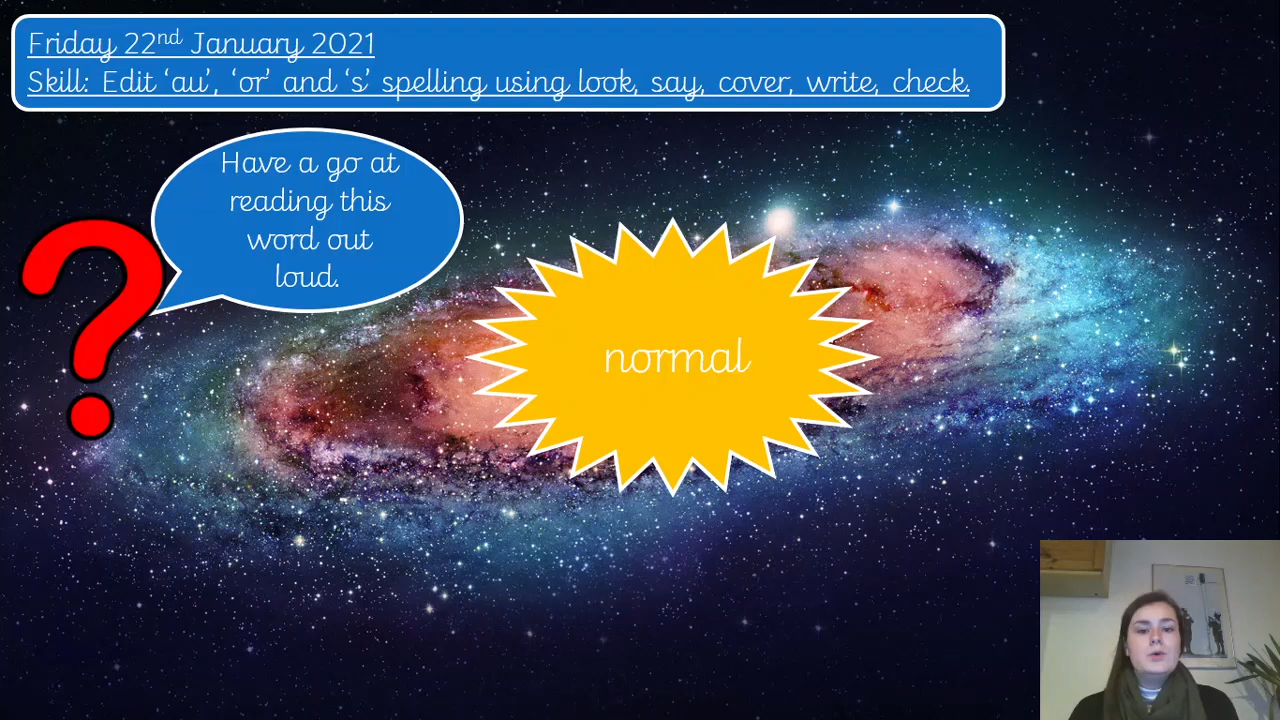 Friday 22nd January 2021
Skill: Edit ‘au’, ‘or’ and ‘s’ spelling using look, say, cover, write, check.
Have a go at
reading this
word out
loud.
normal